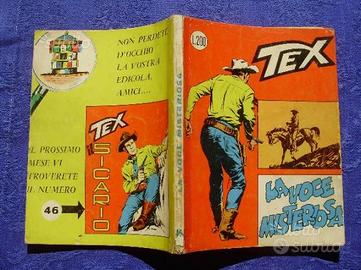 NON PERDETE
D'OCCHIO
LA VOSTRA
EDICOLA,
AMICI....
IL PROSSIMO
MESE VI
TROVERETE
IL NUMERO
46
TEX
SICARIO
LA VOCE MISTERIOSA
L.200
TEX
LA VOCE
MISTERIOSA
Subito